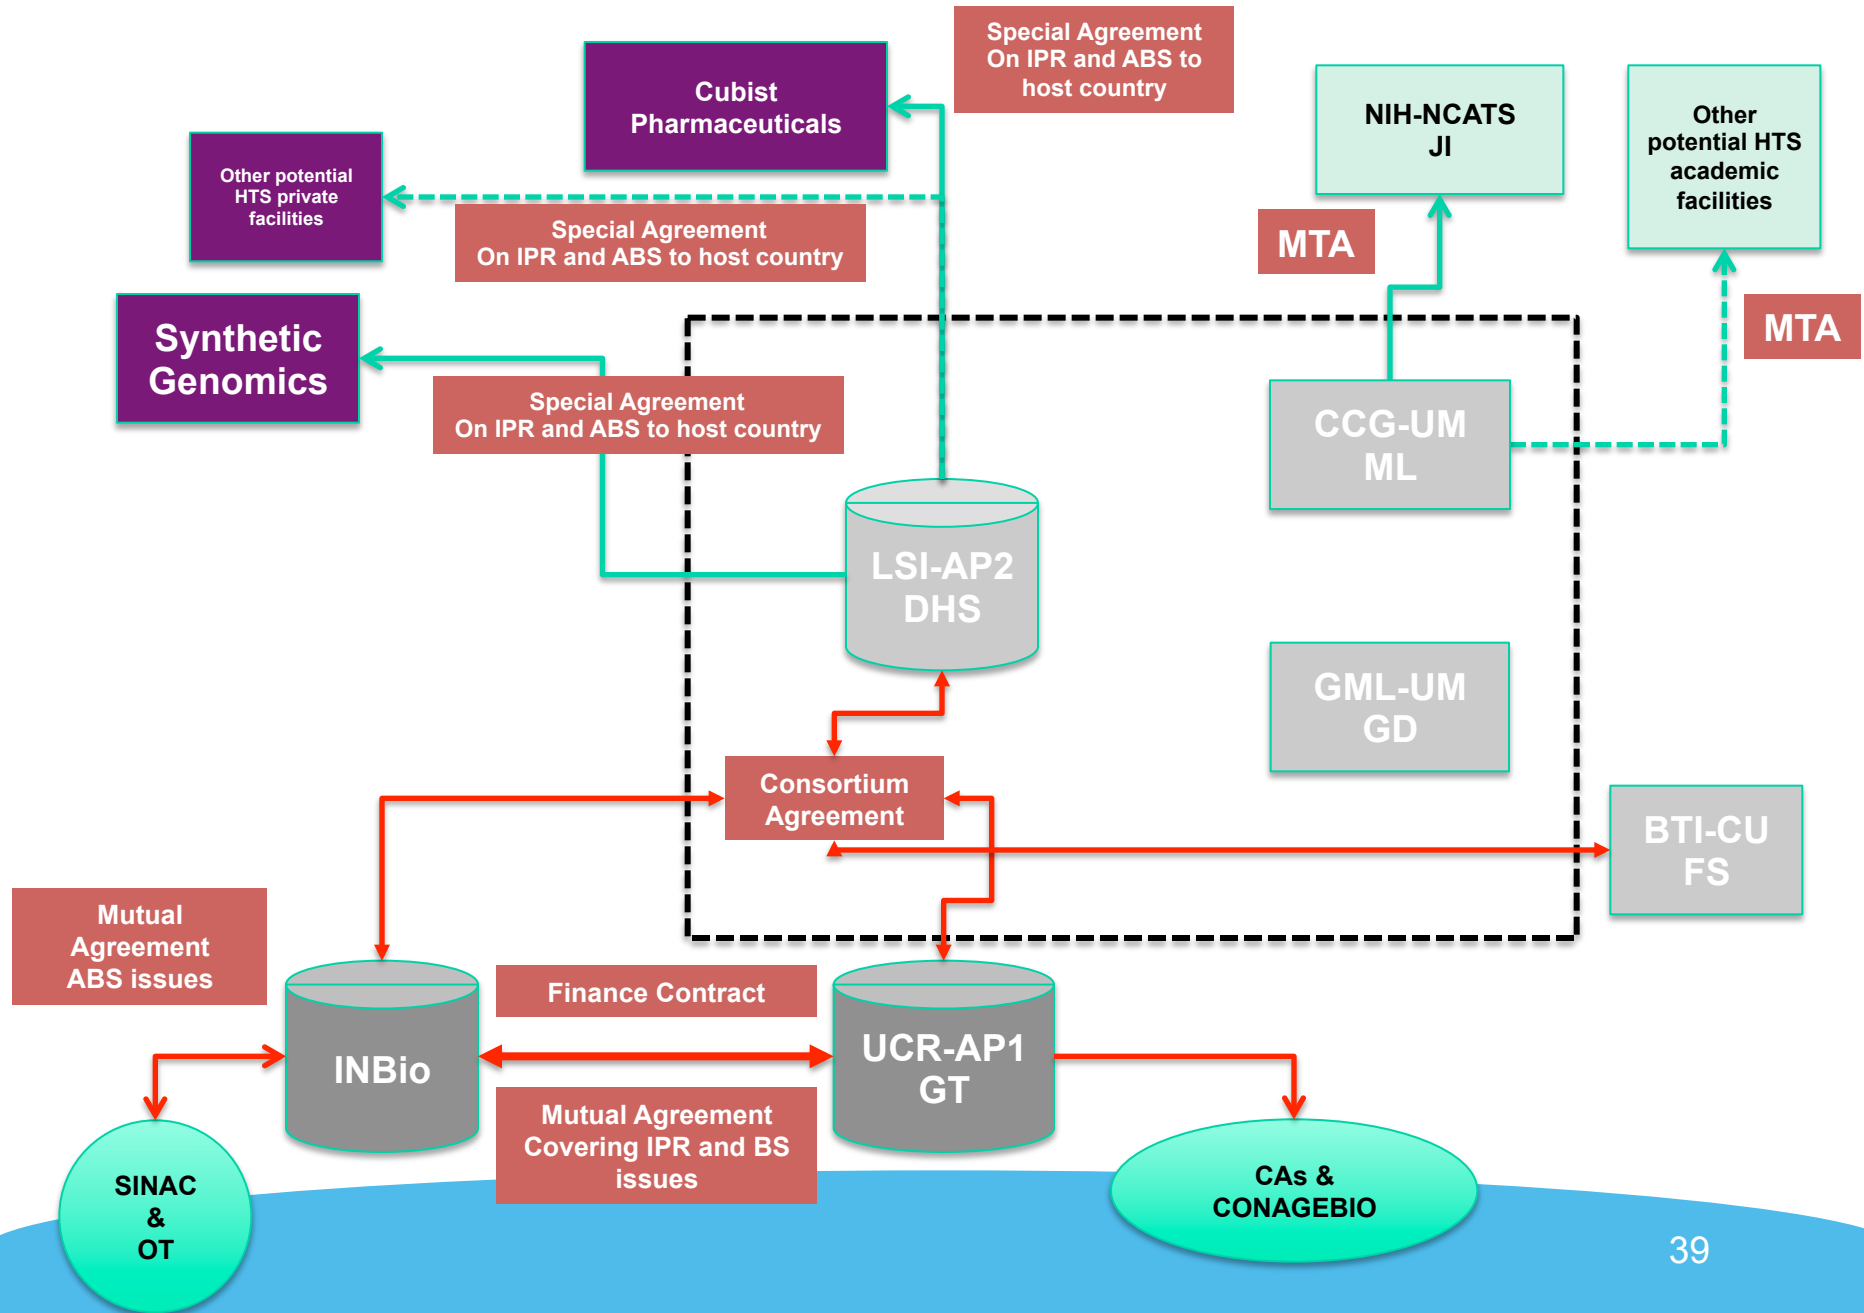 Special Agreement
On IPR and ABS to
host country
Cubist
Pharmaceuticals
NIH-NCATS
JI
Other
potential HTS
academic
facilities
Other potential
HTS private
facilities
Special Agreement
On IPR and ABS to host country
MTA
MTA
Synthetic
Genomics
Special Agreement
On IPR and ABS to host country
CCG-UM
ML
LSI-AP2
DHS
GML-UM
GD
Consortium
Agreement
BTI-CU
FS
Mutual
Agreement
ABS issues
Finance Contract
INBio
UCR-AP1
GT
Mutual Agreement
Covering IPR and BS
issues
SINAC
&
OT
CAs &
CONAGEBIO
39